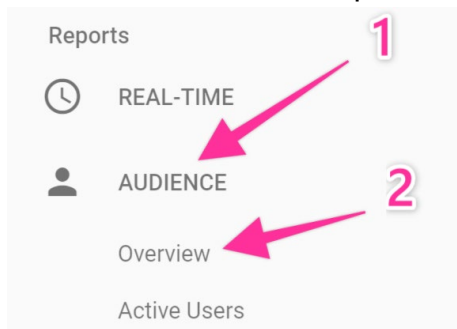 Reports
1
REAL-TIME
AUDIENCE
2
Overview
Active Users